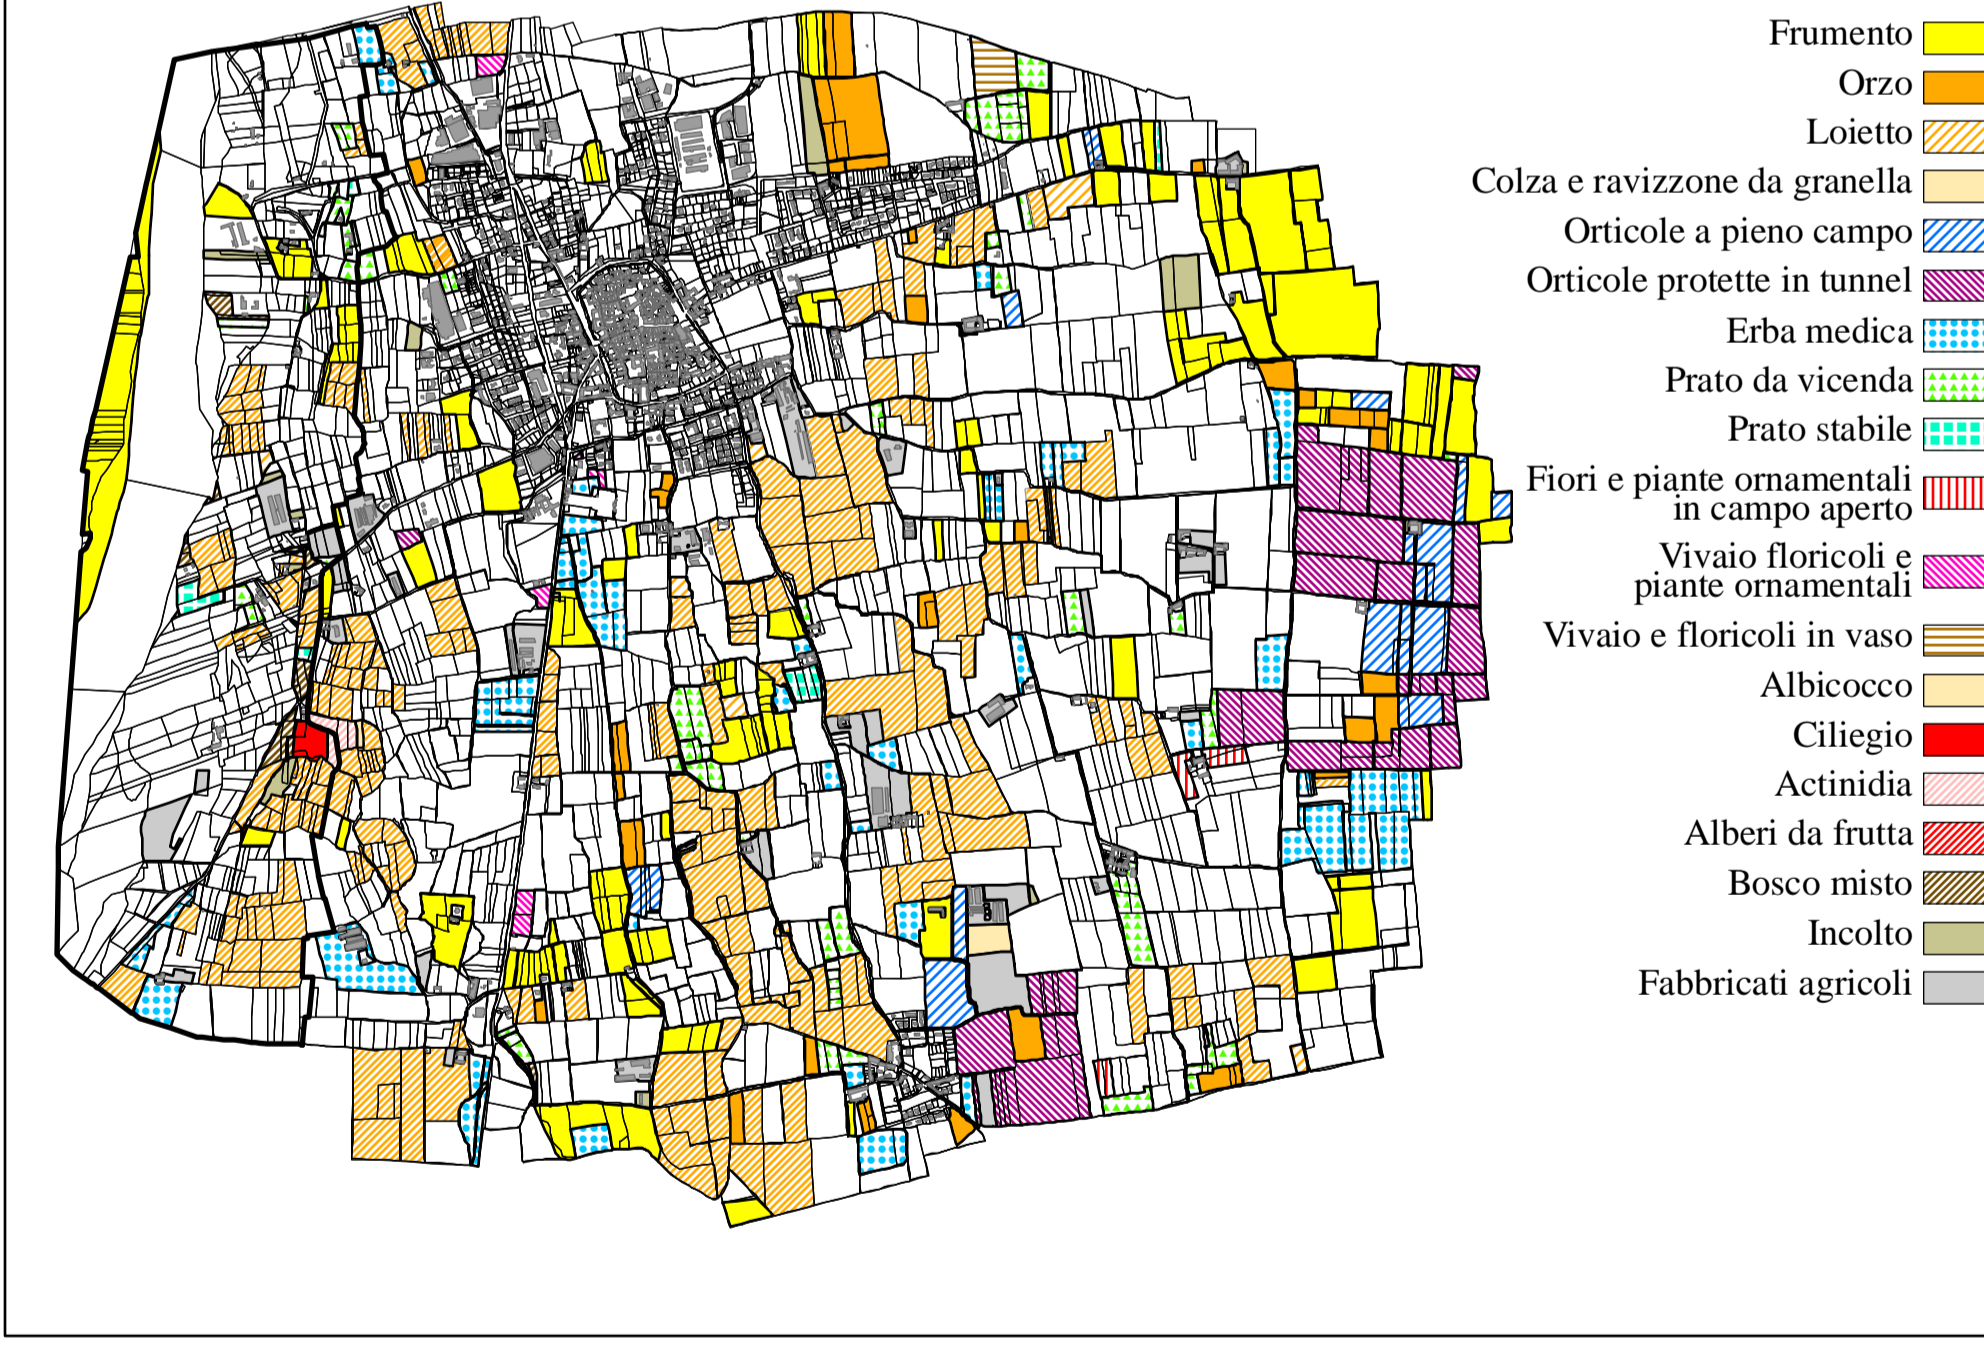 Frumento
Orzo
Loietto
Colza e ravizzone da granella
Orticole a pieno campo
Orticole protette in tunnel
Erba medica
Prato da vicenda
Prato stabile
Fiori e piante ornamentali
in campo aperto
Vivaio floricoli e
piante ornamentali
Vivaio e floricoli in vaso
Albicocco
Ciliegio
Actinidia
Alberi da frutta
Bosco misto
Incolto
Fabbricati agricoli